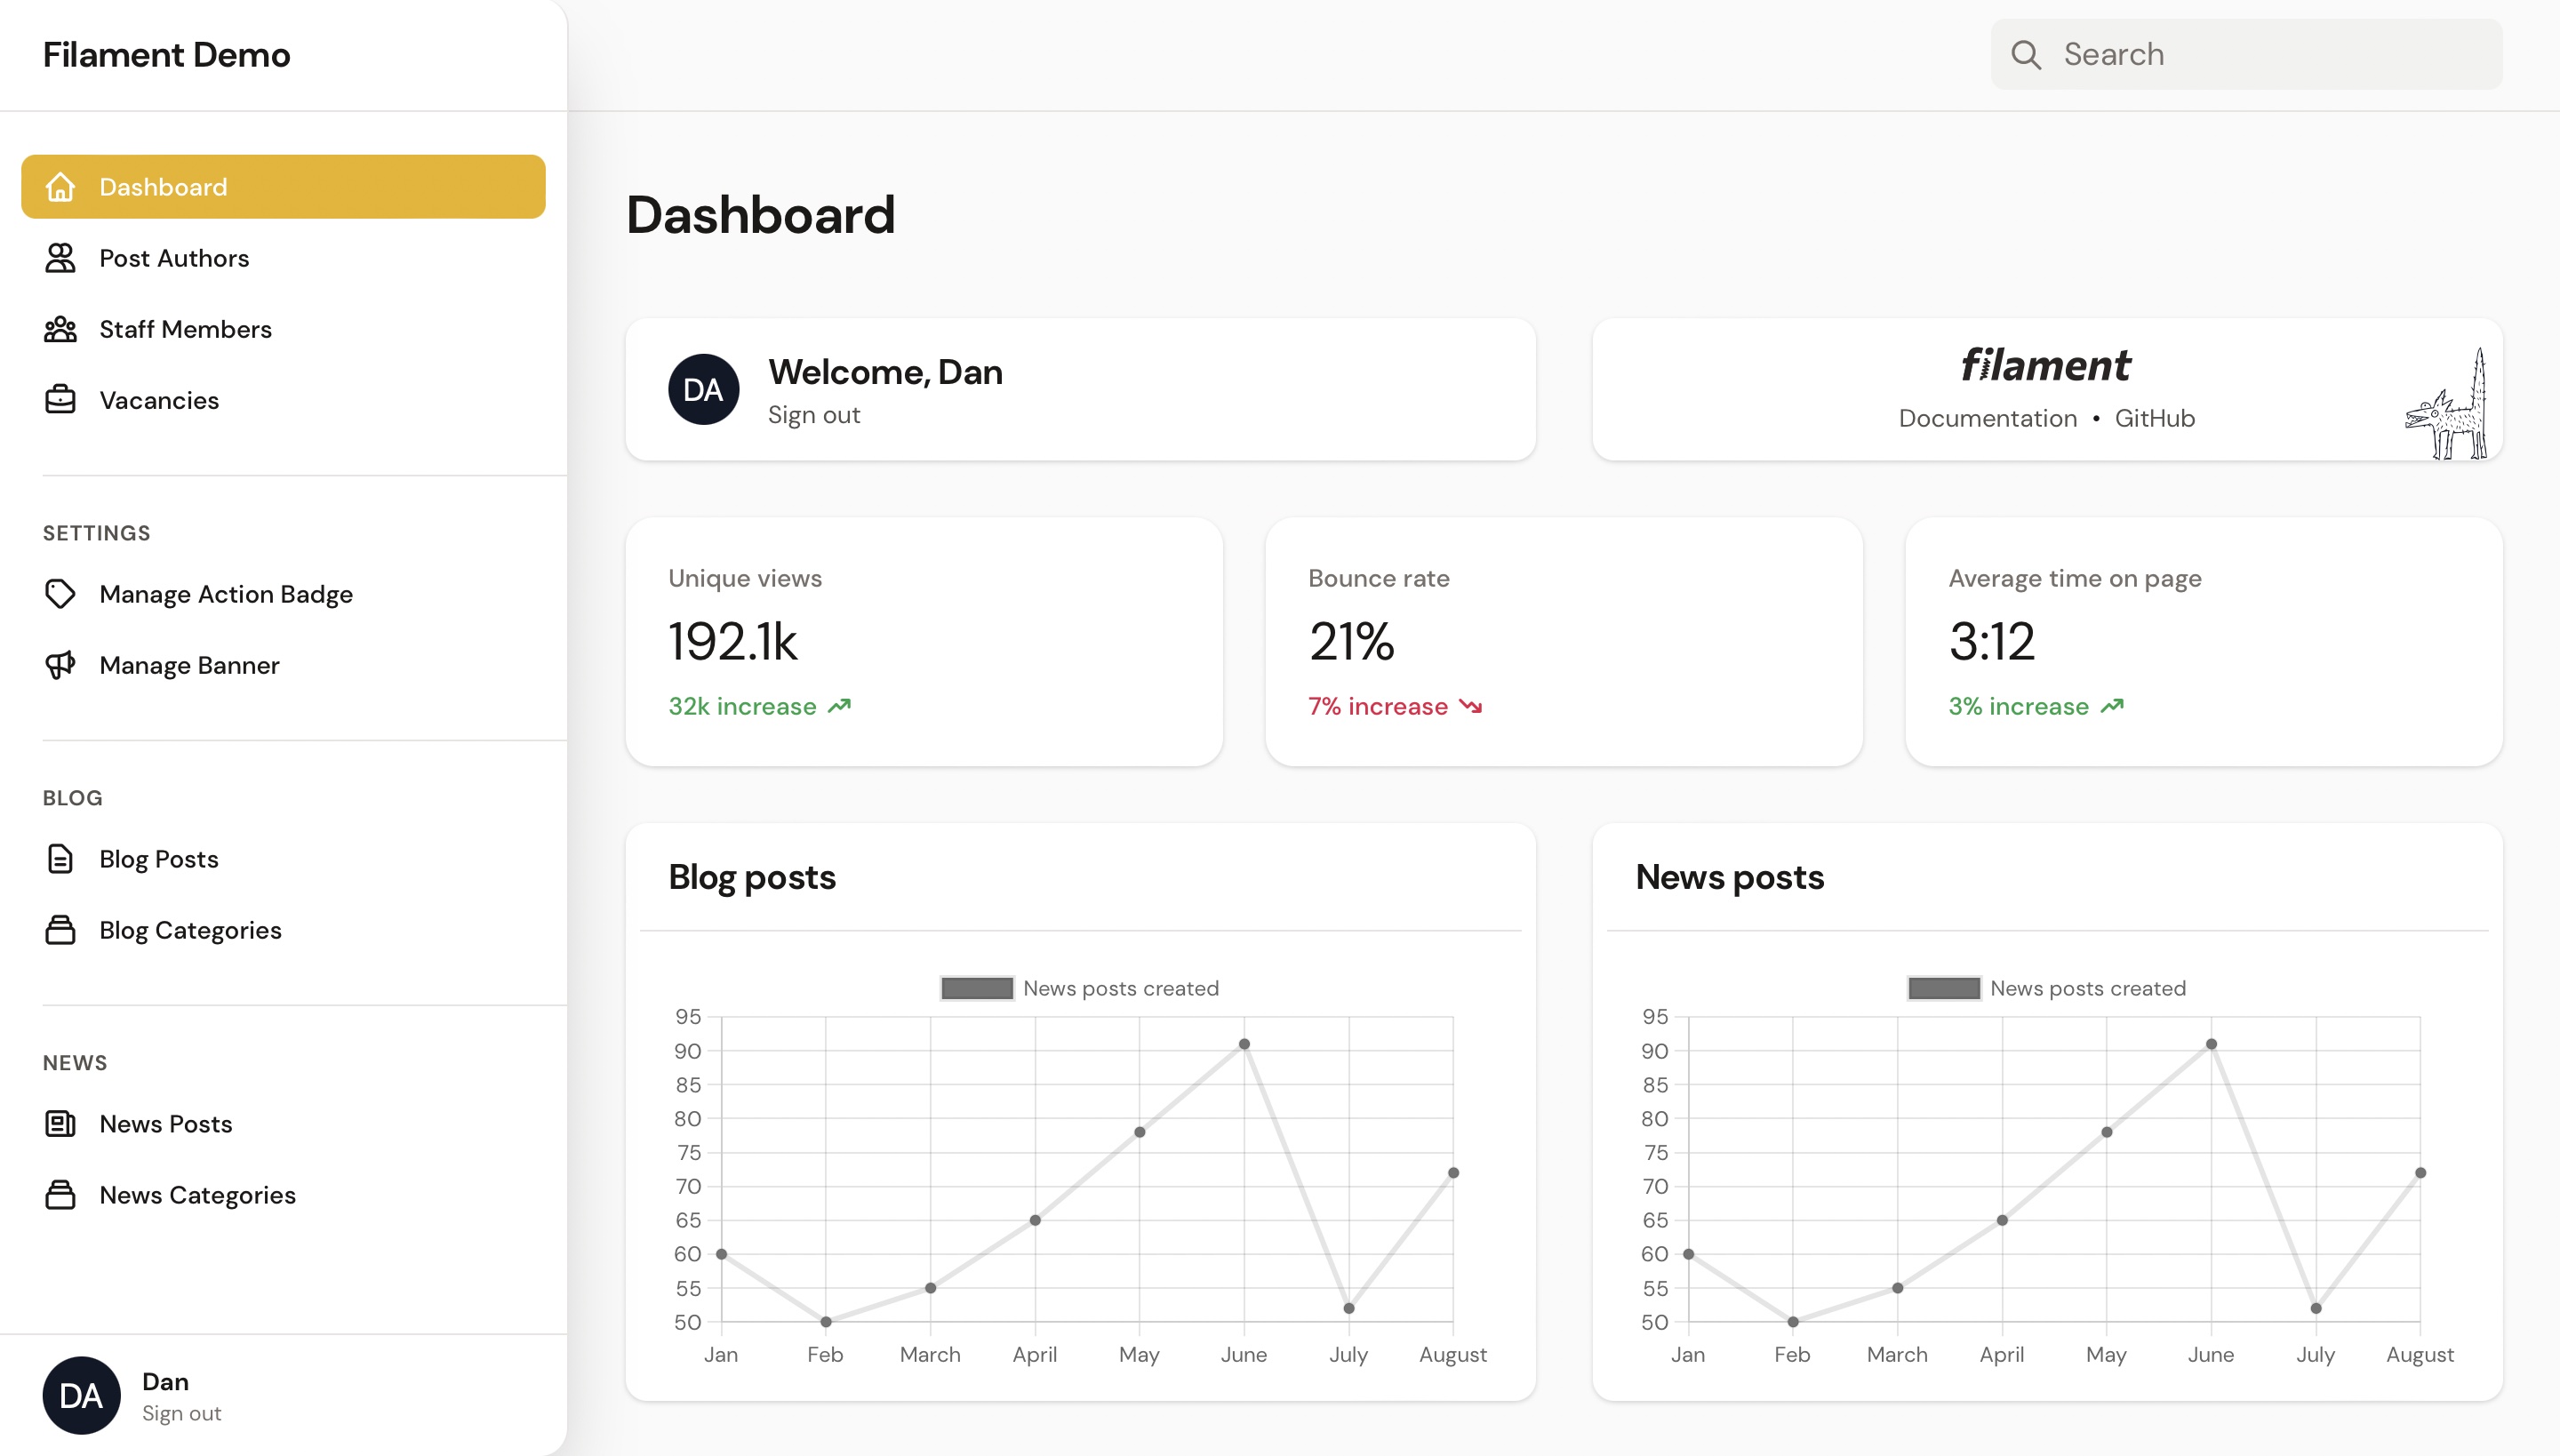 Filament Demo
Search
Dashboard
Post Authors
Staff Members
Vacancies
SETTINGS
Manage Action Badge
Manage Banner
BLOG
Blog Posts
Blog Categories
NEWS
News Posts
News Categories
DA
Dan
Sign out
Dashboard
DA
Welcome, Dan
Sign out
filament
Documentation • GitHub
Unique views
192.1k
32k increase
Bounce rate
21%
7% increase
Average time on page
3:12
3% increase
Blog posts
News posts created
95
90
85
80
75
70
65
60
55
50
Jan Feb March April May June July August
News posts
News posts created
95
90
85
80
75
70
65
60
55
50
Jan Feb March April May June July August